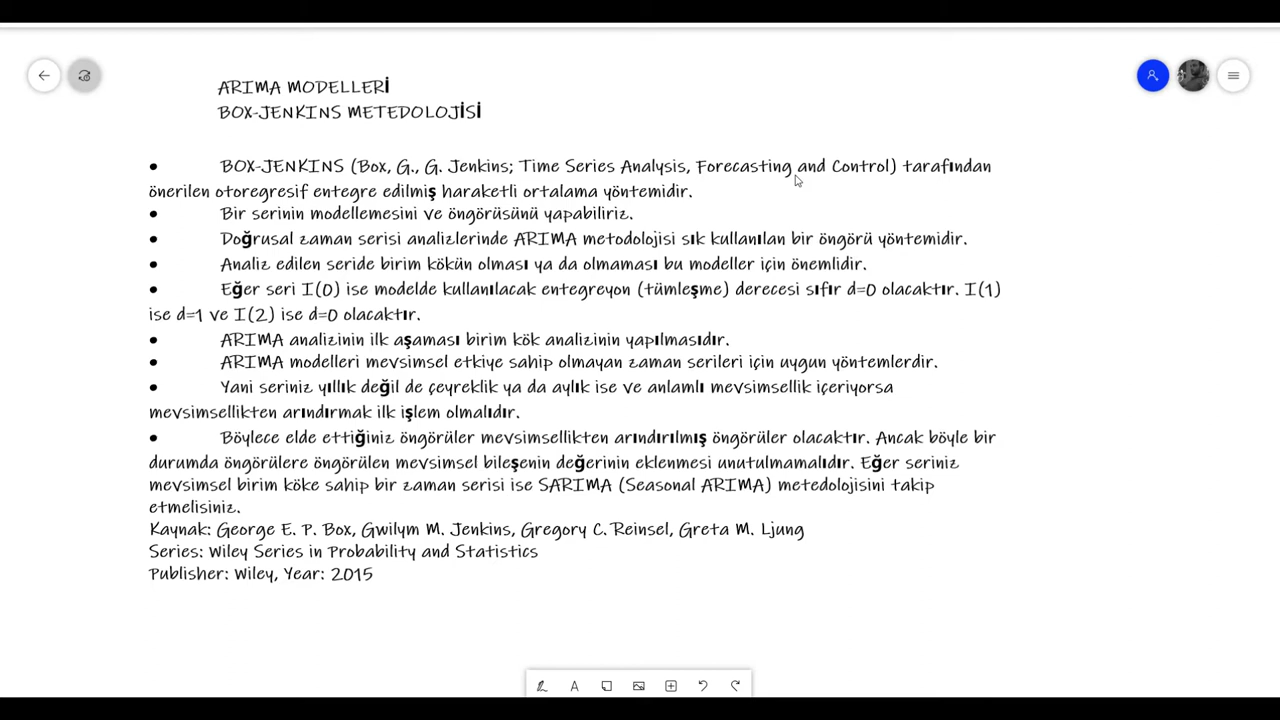 ARIMA MODELLERİ
BOX-JENKINS METEDOLOJİSİ
• BOX-JENKINS (Box, G., G. Jenkins; Time Series Analysis, Forecasting and Control) tarafından
önerilen otoregresif entegre edilmiş haraketli ortalama yöntemidir.
• Bir serinin modellemesini ve öngörüsünü yapabiliriz.
• Doğrusal zaman serisi analizlerinde ARIMA metodolojisi sık kullanılan bir öngörü yöntemidir.
• Analiz edilen seride birim kökün olması ya da olmaması bu modeller için önemlidir.
• Eğer seri I(0) ise modelde kullanılacak entegreyon (tümleşme) derecesi sıfır d=0 olacaktır. I(1)
ise d=1 ve I(2) ise d=0 olacaktır.
• ARIMA analizinin ilk aşaması birim kök analizinin yapılmasıdır.
• ARIMA modelleri mevsimsel etkiye sahip olmayan zaman serileri için uygun yöntemlerdir.
• Yani seriniz yıllık değil de çeyreklik ya da aylık ise ve anlamlı mevsimsellik içeriyorsa
mevsimsellikten arındırmak ilk işlem olmalıdır.
• Böylece elde ettiğiniz öngörüler mevsimsellikten arındırılmış öngörüler olacaktır. Ancak böyle bir
durumda öngörülere öngörülen mevsimsel bileşenin değerinin eklenmesi unutulmamalıdır. Eğer seriniz
mevsimsel birim köke sahip bir zaman serisi ise SARIMA (Seasonal ARIMA) metedolojisini takip
etmelisiniz.
Kaynak: George E. P. Box, Gwilym M. Jenkins, Gregory C. Reinsel, Greta M. Ljung
Series: Wiley Series in Probability and Statistics
Publisher: Wiley, Year: 2015